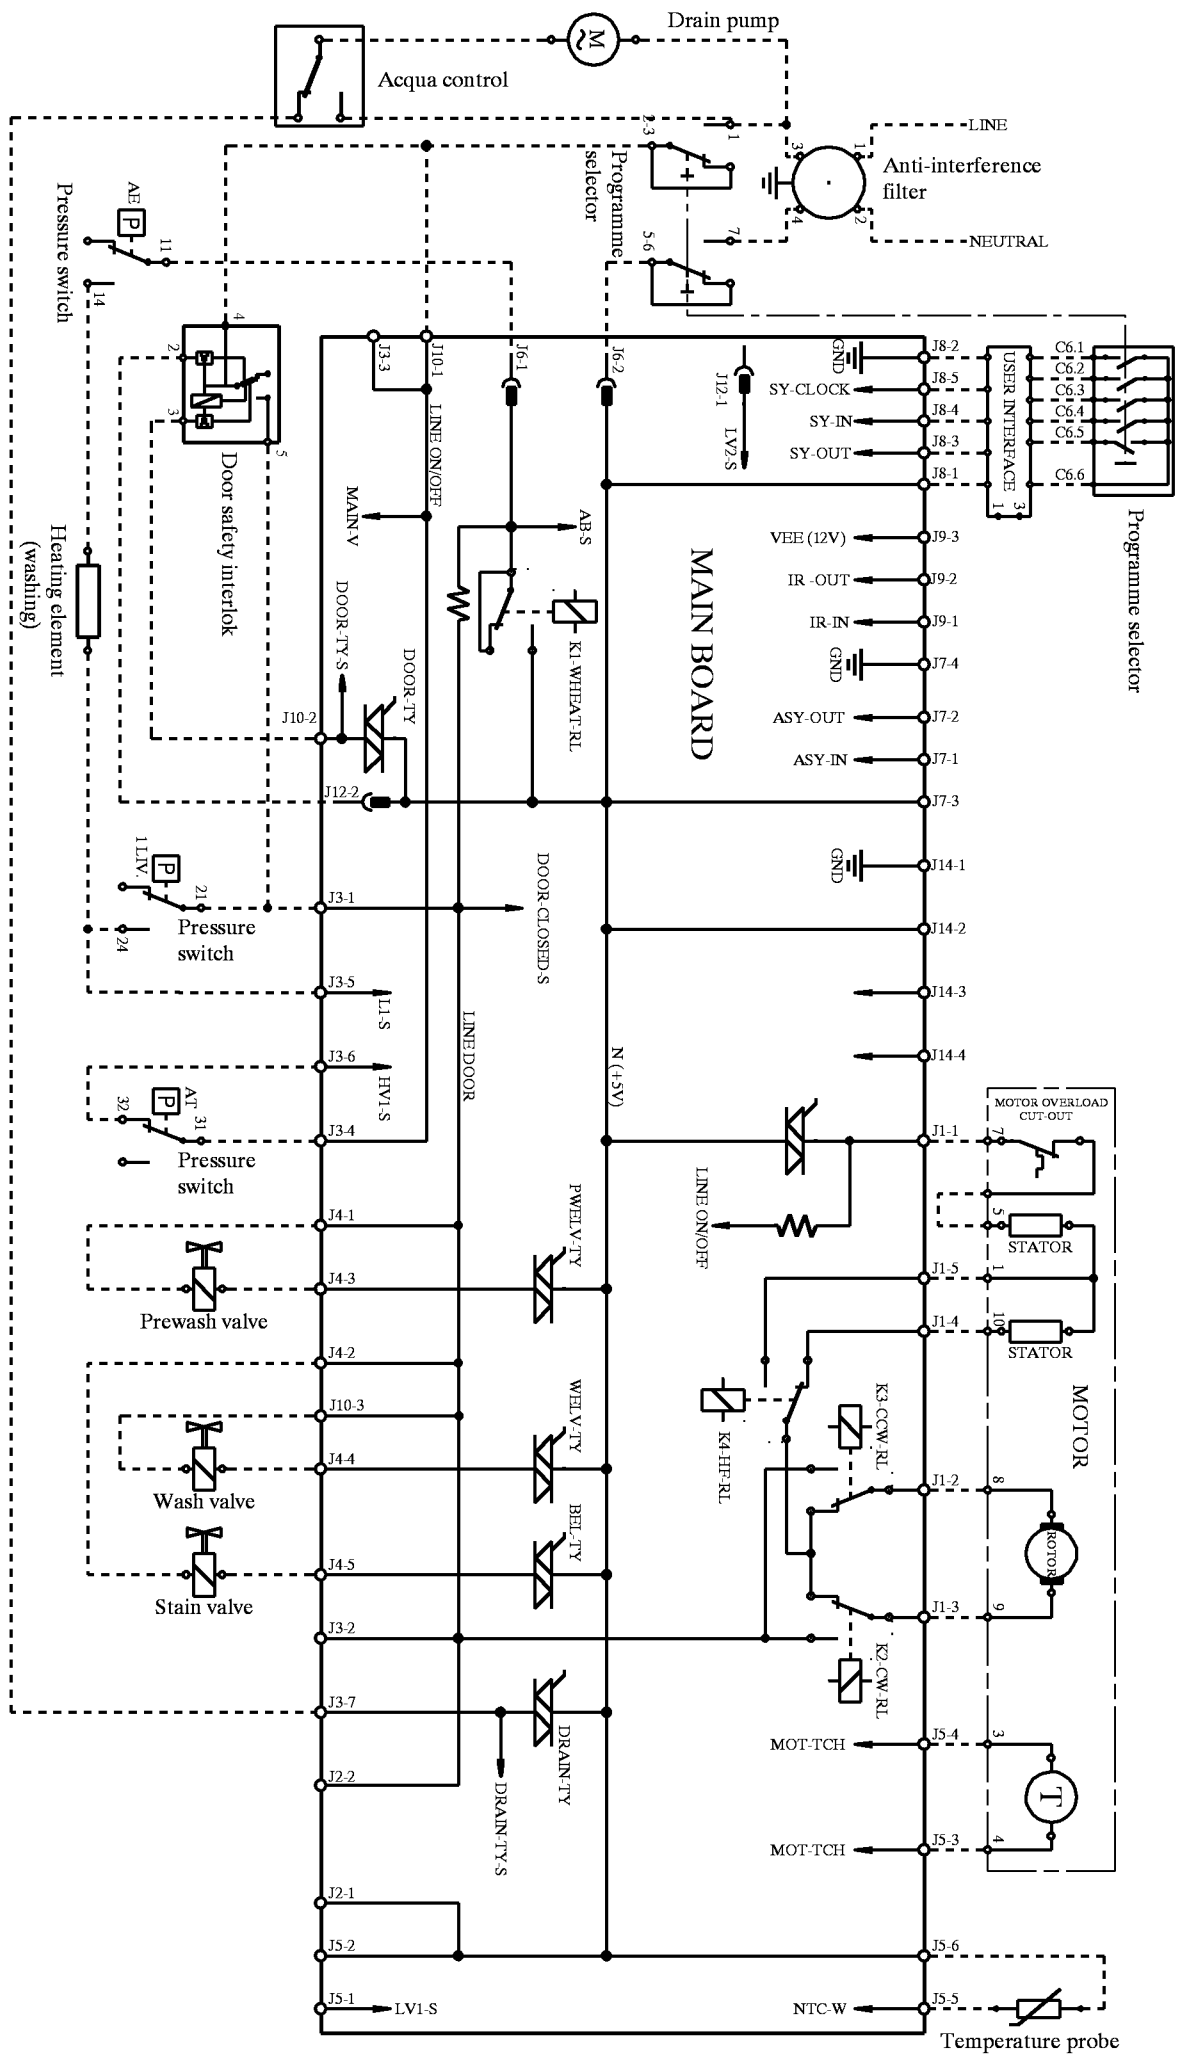 Drain pump
M
Acqua control
LINE
1
2-3
3
1
Anti-interference
filter
Programme
selector
4
2
7
5-6
NEUTRAL
AE
P
11
14
Pressure switch
4
2
3
5
Door safety interlok
J3-3
J10-1
LINE ON/OFF
J6-1
J6-2
J12-1
LV2-S
GND
J8-2
SY-CLOCK
J8-5
SY-IN
J8-4
SY-OUT
J8-3
J8-1
USER INTERFACE
1
3
C6.1
C6.2
C6.3
C6.4
C6.5
C6.6
Programme selector
MAIN-V
AB-S
MAIN BOARD
VEE (12V)
J9-3
IR -OUT
J9-2
IR-IN
J9-1
GND
J7-4
ASY-OUT
J7-2
ASY-IN
J7-1
J7-3
Heating element
(washing)
DOOR-TY-S
DOOR-TY
K1-WHEAT-RL
J10-2
J12-2
1LIV.
P
21
24
Pressure
switch
J3-1
DOOR-CLOSED-S
GND
J14-1
J14-2
J14-3
J14-4
J3-5
L1-S
LINE DOOR
J3-6
HV1-S
N (+5V)
AT
P
32
31
Pressure
switch
J3-4
MOTOR OVERLOAD
CUT-OUT
J1-1
7
5
STATOR
LINE ON/OFF
J1-5
1
J1-4
10
STATOR
MOTOR
J4-1
J4-3
PWELV-TY
Prewash valve
J4-2
J10-3
J4-4
WELV-TY
Wash valve
BEL-TY
J4-5
Stain valve
J3-2
K4-HF-RL
K3-CCW-RL
J1-2
8
ROTOR
J1-3
9
K2-CW-RL
J3-7
DRAIN-TY
DRAIN-TY-S
MOT-TCH
J5-4
3
T
MOT-TCH
J5-3
4
J2-2
J2-1
J5-2
J5-6
J5-1
LV1-S
NTC-W
J5-5
Temperature probe